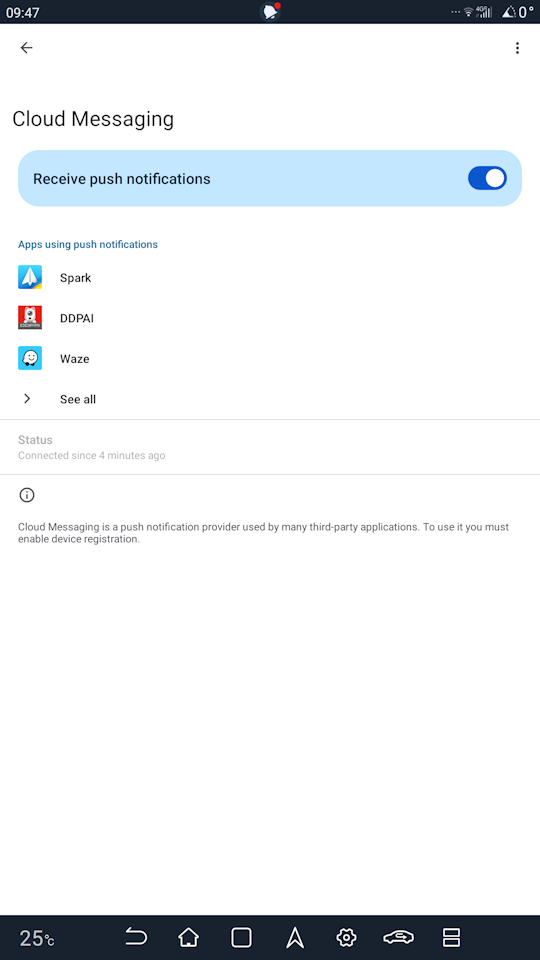 09:47
4G
0°
Cloud Messaging
Receive push notifications
Apps using push notifications
Spark
DDPAI
DDPAI
Waze
See all
Status
Connected since 4 minutes ago
Cloud Messaging is a push notification provider used by many third-party applications. To use it you must
enable device registration.
25°C